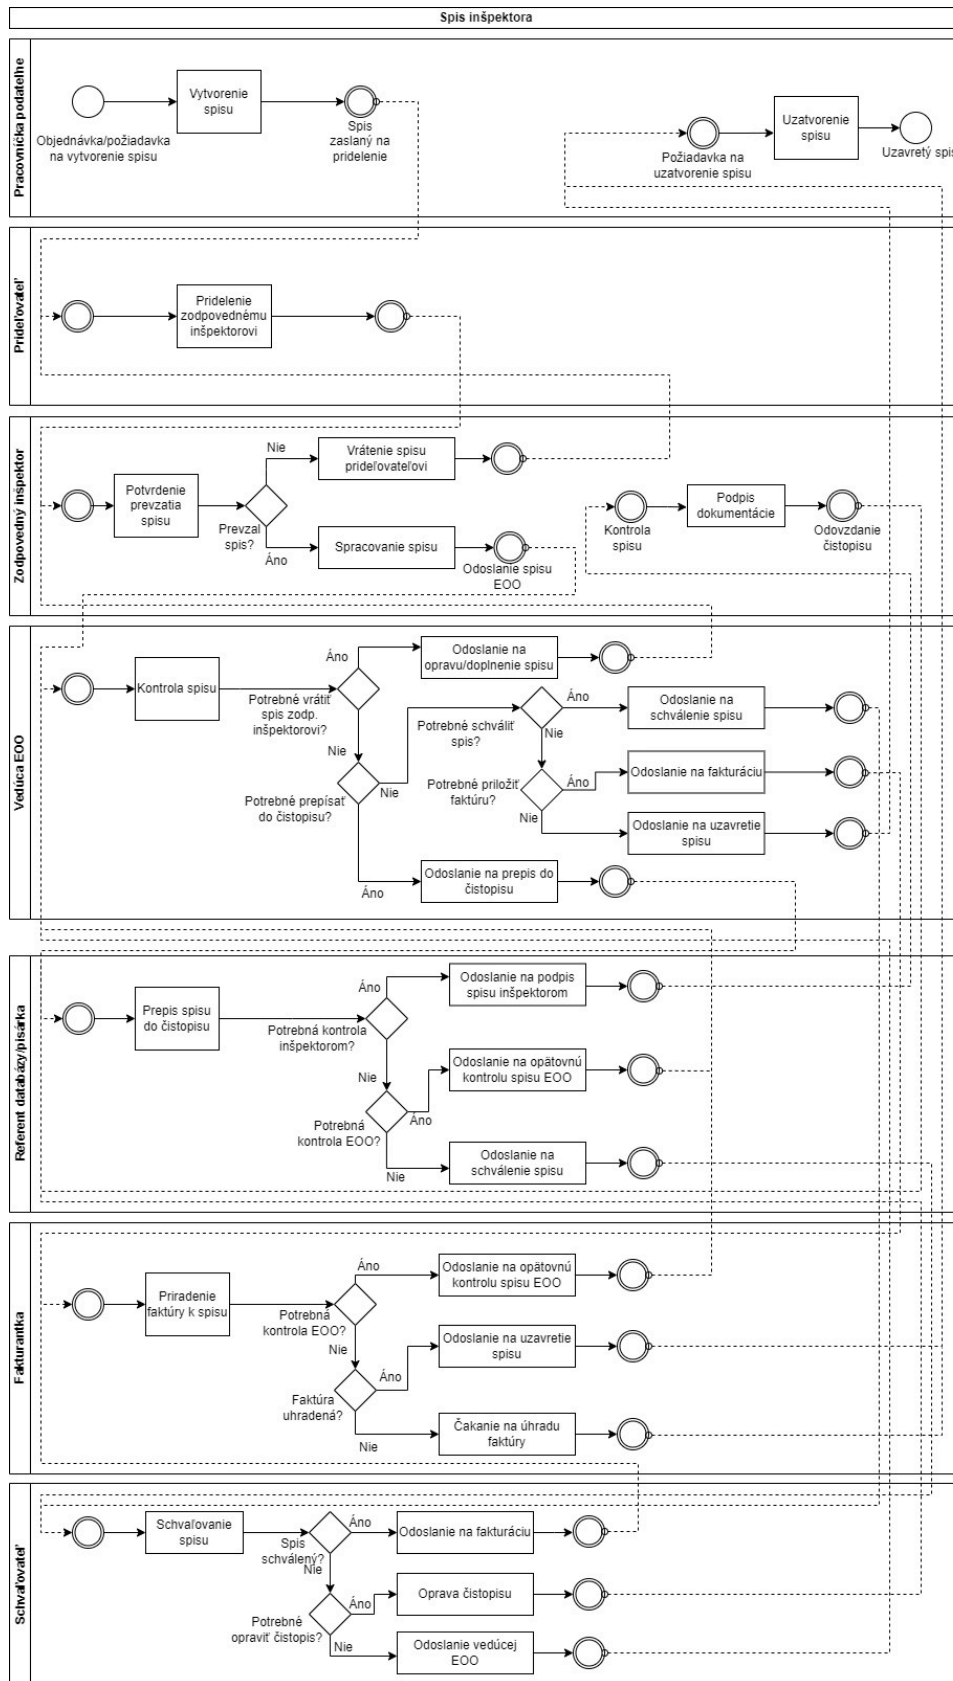 Spis inšpektora
Pracovníčka podateľne
Objednávka/požiadavka
na vytvorenie spisu
Vytvorenie
spisu
Spis
zaslaný na
pridelenie
Požiadavka na
uzatvorenie spisu
Uzatvorenie
spisu
Uzavretý spis
Prideľovateľ
Pridelenie
zodpovednému
inšpektorovi
Zodpovedný inšpektor
Potvrdenie
prevzatia
spisu
Prevzal
spis?
Nie
Áno
Vrátenie spisu
prideľovateľovi
Spracovanie spisu
Odoslanie spisu
EOO
Kontrola
spisu
Podpis
dokumentácie
Odovzdanie
čistopisu
Vedúca EOO
Kontrola spisu
Potrebné vrátiť
spis zodp.
inšpektorovi?
Áno
Nie
Odoslanie na
opravu/doplnenie spisu
Potrebné prepísať
do čistopisu?
Nie
Áno
Potrebné schváliť
spis?
Áno
Nie
Odoslanie na
schválenie spisu
Potrebné priložiť
faktúru?
Áno
Nie
Odoslanie na fakturáciu
Odoslanie na uzavretie
spisu
Odoslanie na prepis do
čistopisu
Referent databázy/pisárka
Prepis spisu
do čistopisu
Potrebná kontrola
inšpektorom?
Áno
Nie
Odoslanie na podpis
spisu inšpektorom
Potrebná
kontrola EOO?
Áno
Nie
Odoslanie na opätovnú
kontrolu spisu EOO
Odoslanie na
schválenie spisu
Fakturantka
Priradenie
faktúry k spisu
Potrebná
kontrola EOO?
Áno
Nie
Odoslanie na opätovnú
kontrolu spisu EOO
Faktúra
uhradená?
Áno
Nie
Odoslanie na uzavretie
spisu
Čakanie na úhradu
faktúry
Schvaľovateľ
Schvaľovanie
spisu
Spis
schválený?
Áno
Nie
Odoslanie na fakturáciu
Potrebné
opraviť čistopis?
Áno
Nie
Oprava čistopisu
Odoslanie vedúcej
EOO